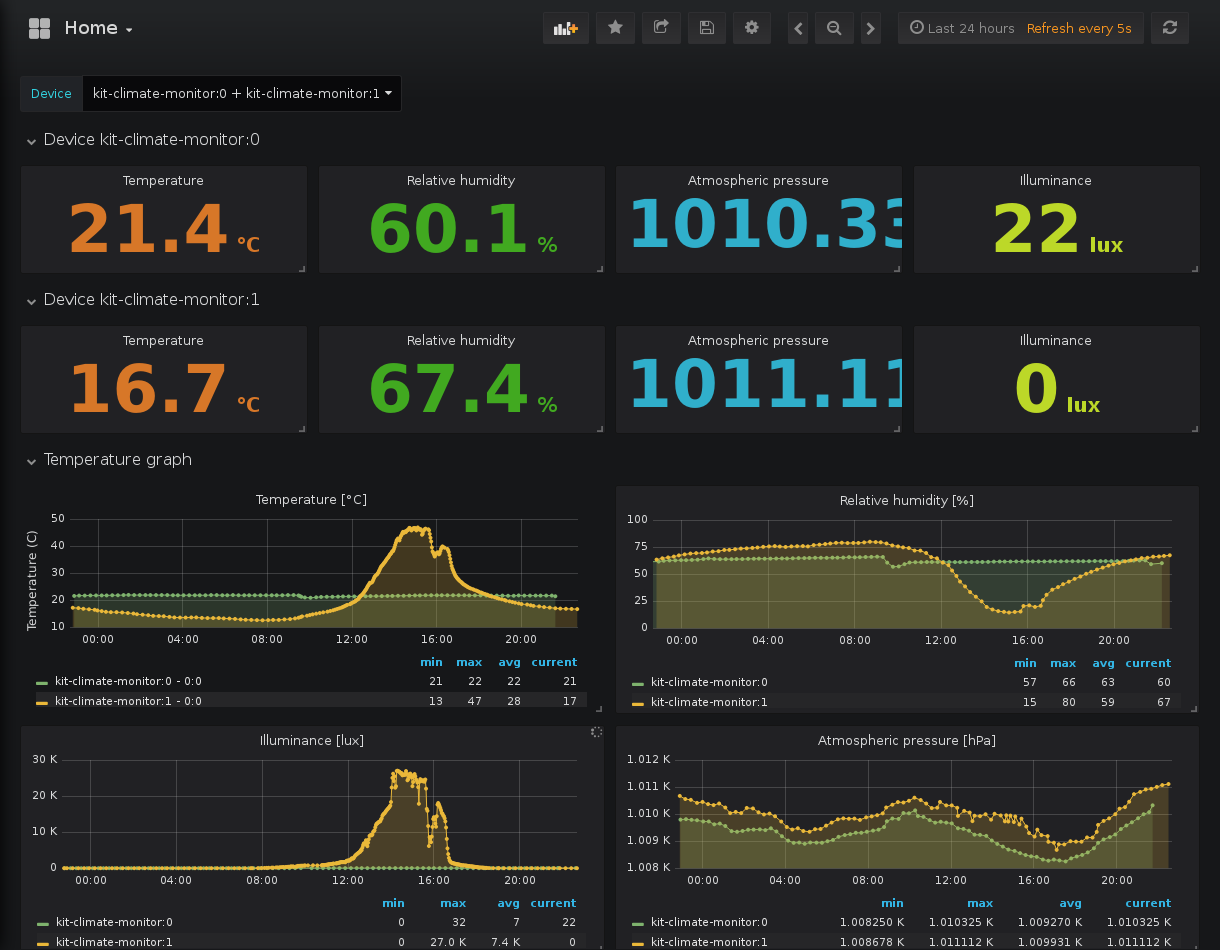 Home
Last 24 hours Refresh every 5s
Device kit-climate-monitor:0 + kit-climate-monitor:1
Device kit-climate-monitor:0
Temperature Relative humidity Atmospheric pressure Illuminance
21.4 °C 60.1 % 1010.33 22 lux
Device kit-climate-monitor:1
Temperature Relative humidity Atmospheric pressure Illuminance
16.7 °C 67.4 % 1011.11 0 lux
Temperature graph
Temperature [°C]
Temperature (C)
50
40
30
20
10
00:00 04:00 08:00 12:00 16:00 20:00
min max avg current
kit-climate-monitor:0 - 0:0 21 22 22 21
kit-climate-monitor:1 - 0:0 13 47 28 17
Relative humidity [%]
100
75
50
25
0
00:00 04:00 08:00 12:00 16:00 20:00
min max avg current
kit-climate-monitor:0 57 66 63 60
kit-climate-monitor:1 15 80 59 67
Illuminance [lux]
30 K
20 K
10 K
0
00:00 04:00 08:00 12:00 16:00 20:00
min max avg current
kit-climate-monitor:0 0 32 7 22
kit-climate-monitor:1 0 27.0 K 7.4 K 0
Atmospheric pressure [hPa]
1.012 K
1.011 K
1.010 K
1.009 K
1.008 K
00:00 04:00 08:00 12:00 16:00 20:00
min max avg current
kit-climate-monitor:0 1.008250 K 1.010325 K 1.009270 K 1.010325 K
kit-climate-monitor:1 1.008678 K 1.011112 K 1.009931 K 1.011112 K